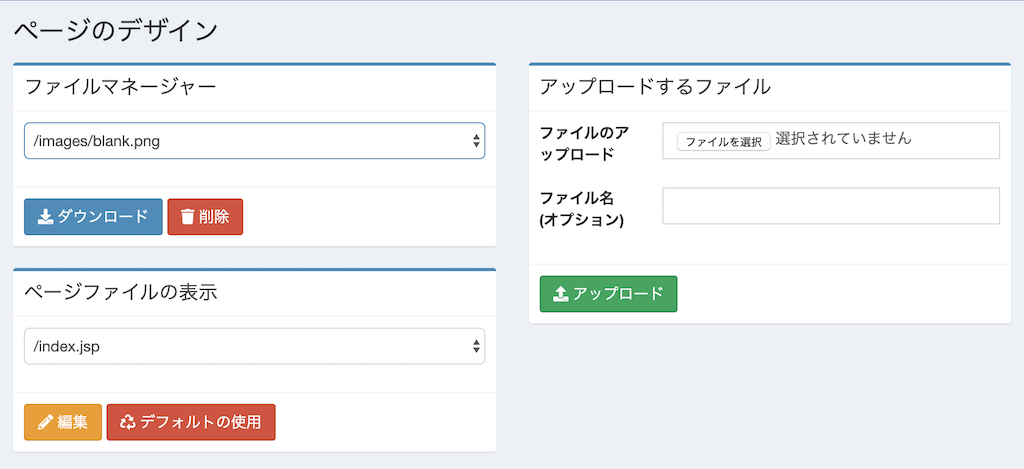 ページのデザイン
ファイルマネージャー
/images/blank.png
ダウンロード 削除
ページファイルの表示
/index.jsp
編集 デフォルトの使用
アップロードするファイル
ファイルのア
ップロード
ファイルを選択 選択されていません
ファイル名
(オプション)
アップロード